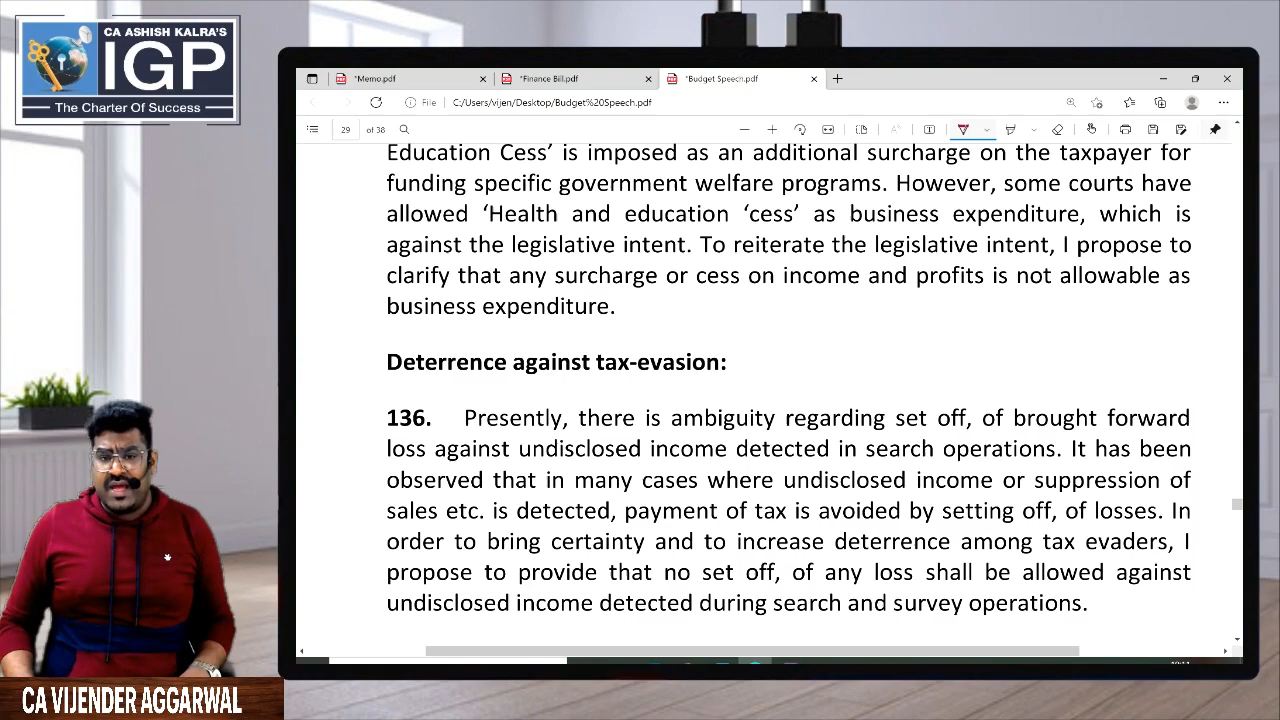 CA ASHISH KALRA'S
IGP
The Charter Of Success
*Memo.pdf
*Finance Bill.pdf
*Budget Speech.pdf
File
C:/Users/vijen/Desktop/Budget%20Speech.pdf
29 of 38
Education Cess’ is imposed as an additional surcharge on the taxpayer for
funding specific government welfare programs. However, some courts have
allowed ‘Health and education ‘cess’ as business expenditure, which is
against the legislative intent. To reiterate the legislative intent, I propose to
clarify that any surcharge or cess on income and profits is not allowable as
business expenditure.
Deterrence against tax-evasion:
136. Presently, there is ambiguity regarding set off, of brought forward
loss against undisclosed income detected in search operations. It has been
observed that in many cases where undisclosed income or suppression of
sales etc. is detected, payment of tax is avoided by setting off, of losses. In
order to bring certainty and to increase deterrence among tax evaders, I
propose to provide that no set off, of any loss shall be allowed against
undisclosed income detected during search and survey operations.
CA VIJENDER AGGARWAL